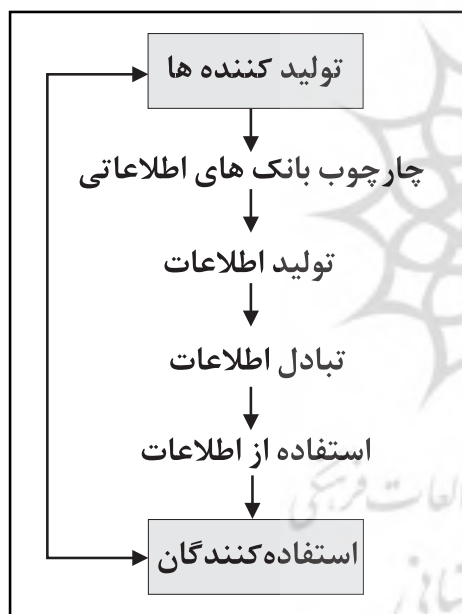 تولید کننده ها
چارچوب بانک های اطلاعاتی
تولید اطلاعات
تبادل اطلاعات
استفاده از اطلاعات
استفاده‌کنندگان